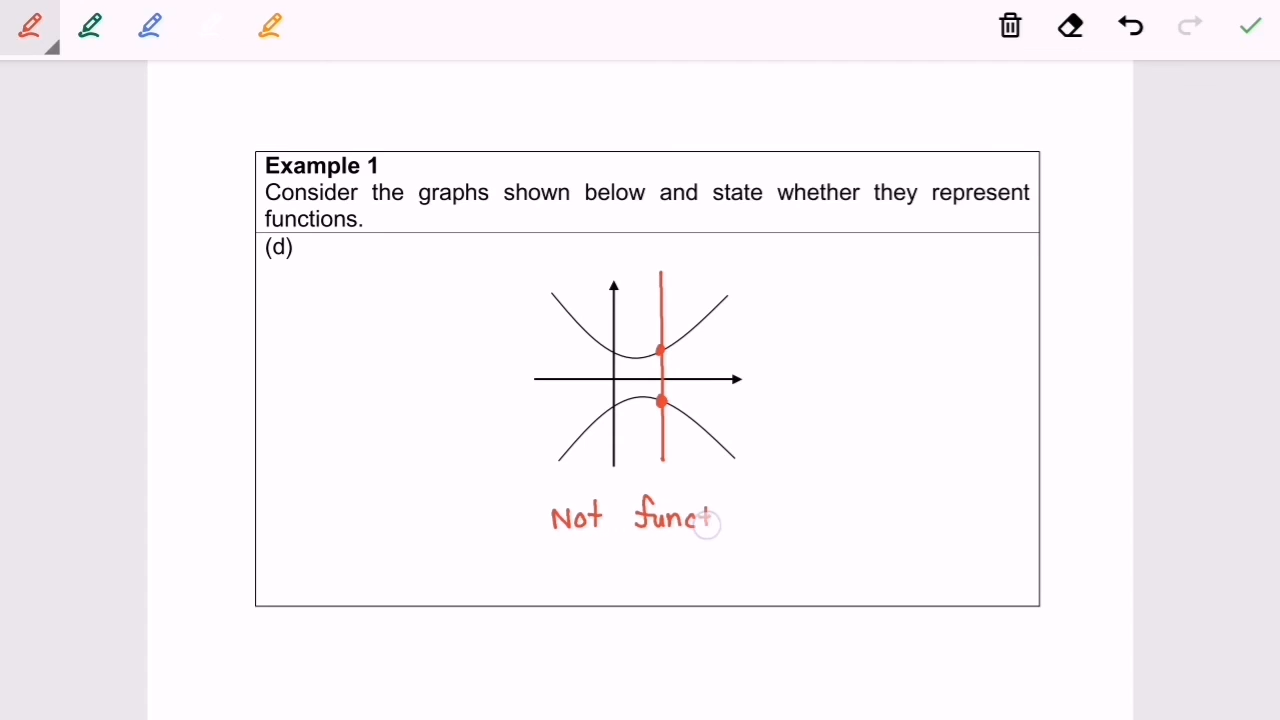 Example 1
Consider the graphs shown below and state whether they represent
functions.
(d)
Not funct